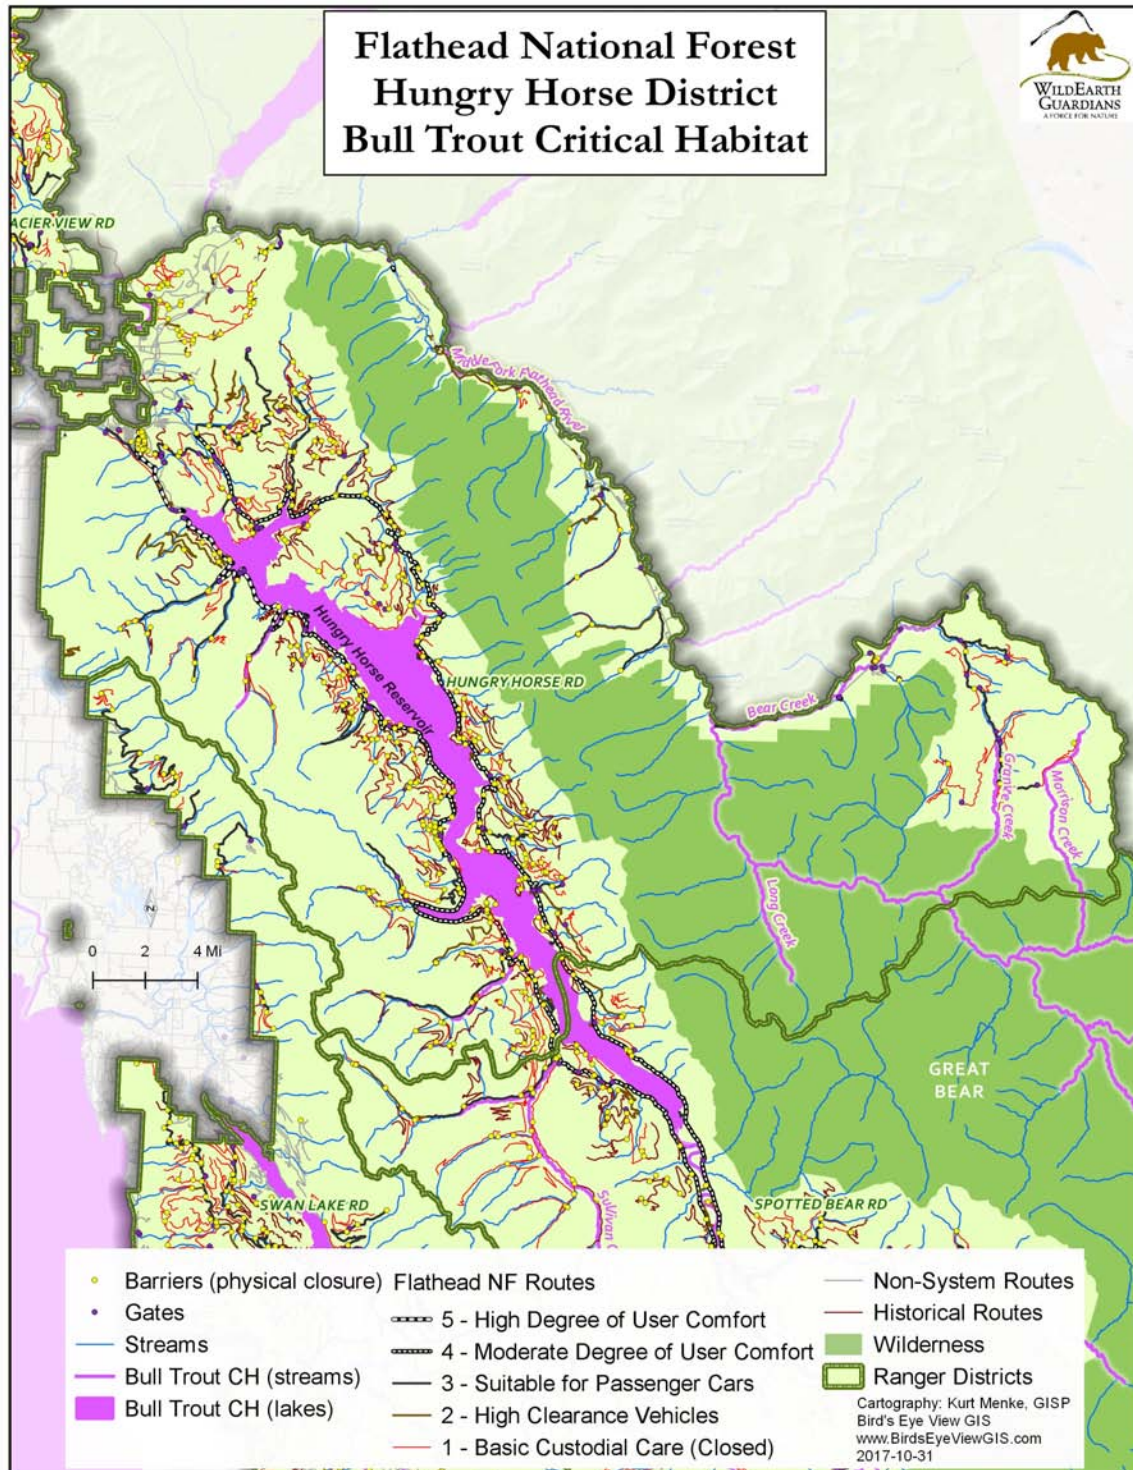 Flathead National Forest
Hungry Horse District
Bull Trout Critical Habitat
WILDEARTH
GUARDIANS
A FORCE FOR NATURE
ACIER VIEW RD
Middle Fork Flathead River
Hungry Horse Reservoir
HUNGRY HORSE RD
Bear Creek
Granite Creek
Morrison Creek
Long Creek
N
0 2 4 Mi
GREAT
BEAR
SWAN LAKE RD
Sullivan C
SPOTTED BEAR RD
Barriers (physical closure)
Gates
Streams
Bull Trout CH (streams)
Bull Trout CH (lakes)
Flathead NF Routes
5 - High Degree of User Comfort
4 - Moderate Degree of User Comfort
3 - Suitable for Passenger Cars
2 - High Clearance Vehicles
1 - Basic Custodial Care (Closed)
Non-System Routes
Historical Routes
Wilderness
Ranger Districts
Cartography: Kurt Menke, GISP
Bird's Eye View GIS
www.BirdsEyeViewGIS.com
2017-10-31